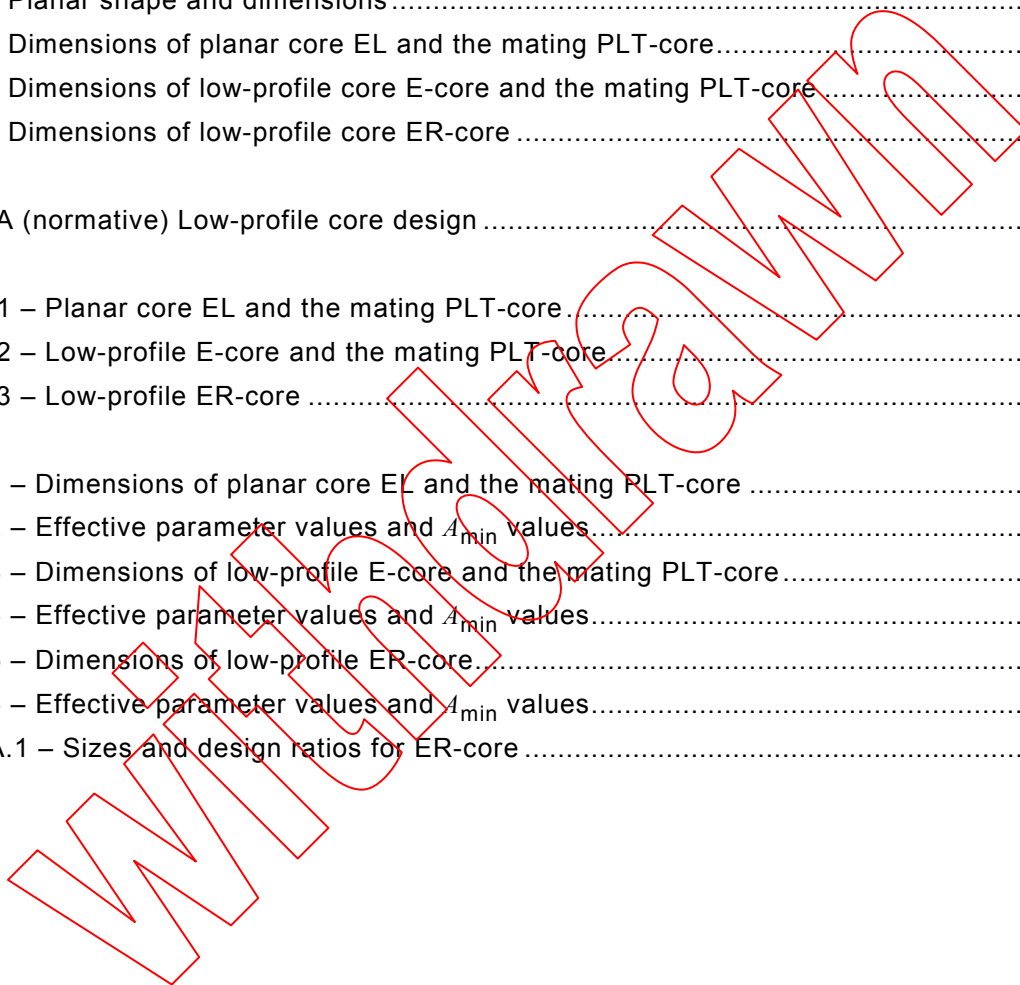 Planar shape and dimensions................................................................................
Dimensions of planar core EL and the mating PLT-core........................................
Dimensions of low-profile core E-core and the mating PLT-core............................
Dimensions of low-profile core ER-core................................................................
A (normative) Low-profile core design....................................................................
1 – Planar core EL and the mating PLT-core..........................................................
2 – Low-profile E-core and the mating PLT-core.....................................................
3 – Low-profile ER-core.........................................................................................
– Dimensions of planar core EL and the mating PLT-core.....................................
– Effective parameter values and Amin values......................................................
– Dimensions of low-profile E-core and the mating PLT-core................................
– Effective parameter values and Amin values......................................................
– Dimensions of low-profile ER-core....................................................................
– Effective parameter values and Amin values......................................................
A.1 – Sizes and design ratios for ER-core..............................................................
withdrawn